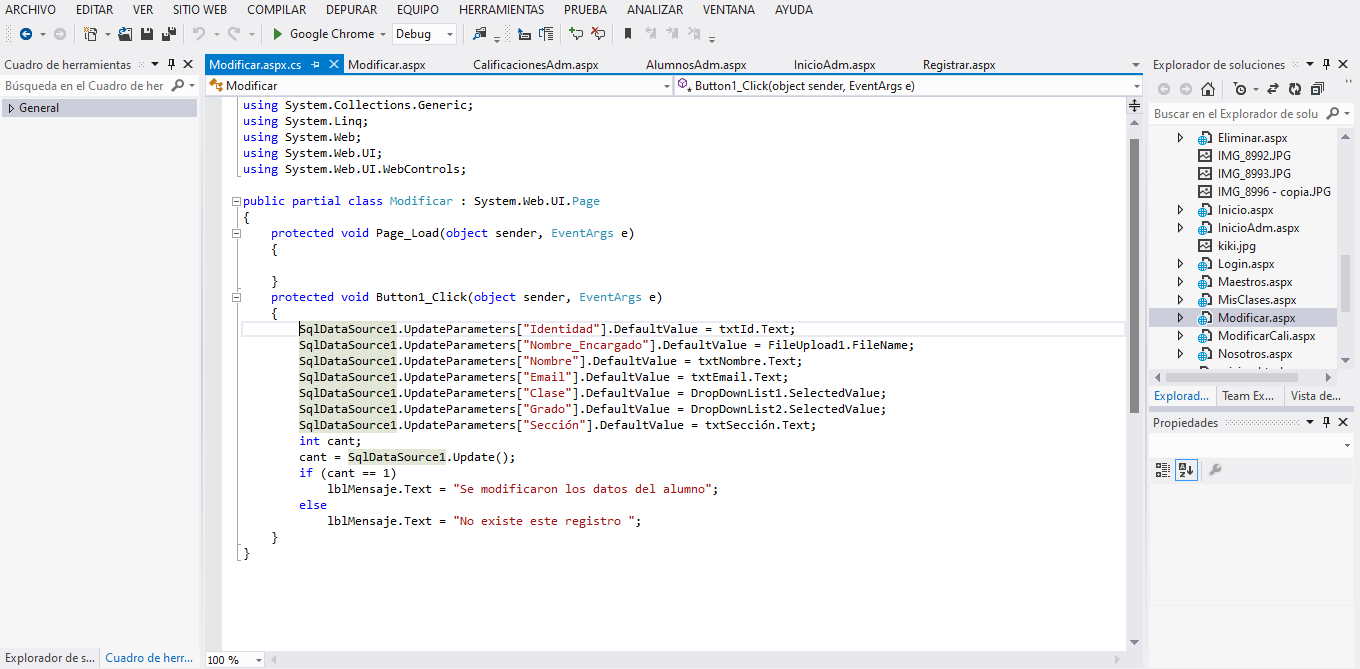 ARCHIVO EDITAR VER SITIO WEB COMPILAR DEPURAR EQUIPO HERRAMIENTAS PRUEBA ANALIZAR VENTANA AYUDA
Google Chrome Debug
Cuadro de herramientas
Búsqueda en el Cuadro de her
General
Modificar.aspx.cs Modificar.aspx CalificacionesAdm.aspx AlumnosAdm.aspx InicioAdm.aspx Registrar.aspx
Modificar Button1_Click(object sender, EventArgs e)
using System.Collections.Generic;
using System.Linq;
using System.Web;
using System.Web.UI;
using System.Web.UI.WebControls;
public partial class Modificar : System.Web.UI.Page
{
protected void Page_Load(object sender, EventArgs e)
{
}
protected void Button1_Click(object sender, EventArgs e)
{
SqlDataSource1.UpdateParameters["Identidad"].DefaultValue = txtId.Text;
SqlDataSource1.UpdateParameters["Nombre_Encargado"].DefaultValue = FileUpload1.FileName;
SqlDataSource1.UpdateParameters["Nombre"].DefaultValue = txtNombre.Text;
SqlDataSource1.UpdateParameters["Email"].DefaultValue = txtEmail.Text;
SqlDataSource1.UpdateParameters["Clase"].DefaultValue = DropDownList1.SelectedValue;
SqlDataSource1.UpdateParameters["Grado"].DefaultValue = DropDownList2.SelectedValue;
SqlDataSource1.UpdateParameters["Sección"].DefaultValue = txtSección.Text;
int cant;
cant = SqlDataSource1.Update();
if (cant == 1)
lblMensaje.Text = "Se modificaron los datos del alumno";
else
lblMensaje.Text = "No existe este registro ";
}
}
100 %
Explorador de s... Cuadro de herr...
Explorador de soluciones
Buscar en el Explorador de solu
Eliminar.aspx
IMG_8992.JPG
IMG_8993.JPG
IMG_8996 - copia.JPG
Inicio.aspx
InicioAdm.aspx
kiki.jpg
Login.aspx
Maestros.aspx
MisClases.aspx
Modificar.aspx
ModificarCali.aspx
Nosotros.aspx
Explorad... Team Ex... Vista de...
Propiedades